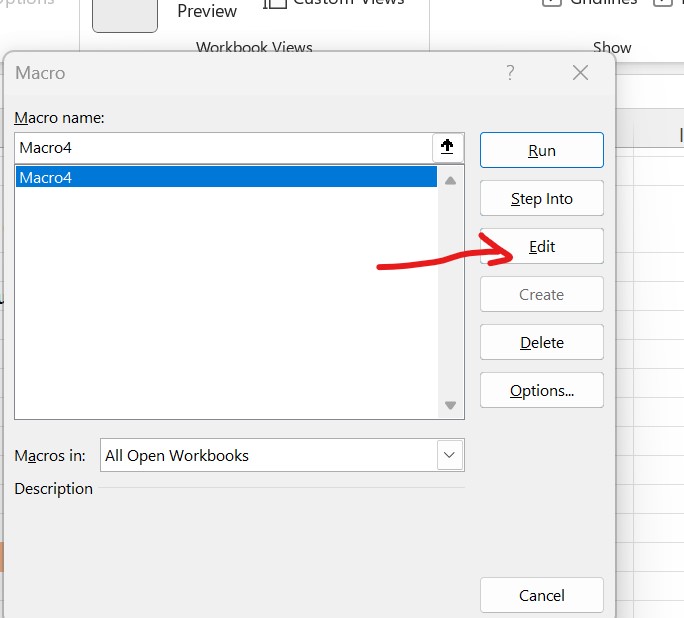 Preview
Custom Views
Gridlines
Workbook Views
Show
Macro
?
Macro name:
Macro4
Run
Macro4
Step Into
Edit
Create
Delete
Options...
Macros in:
All Open Workbooks
Description
Cancel